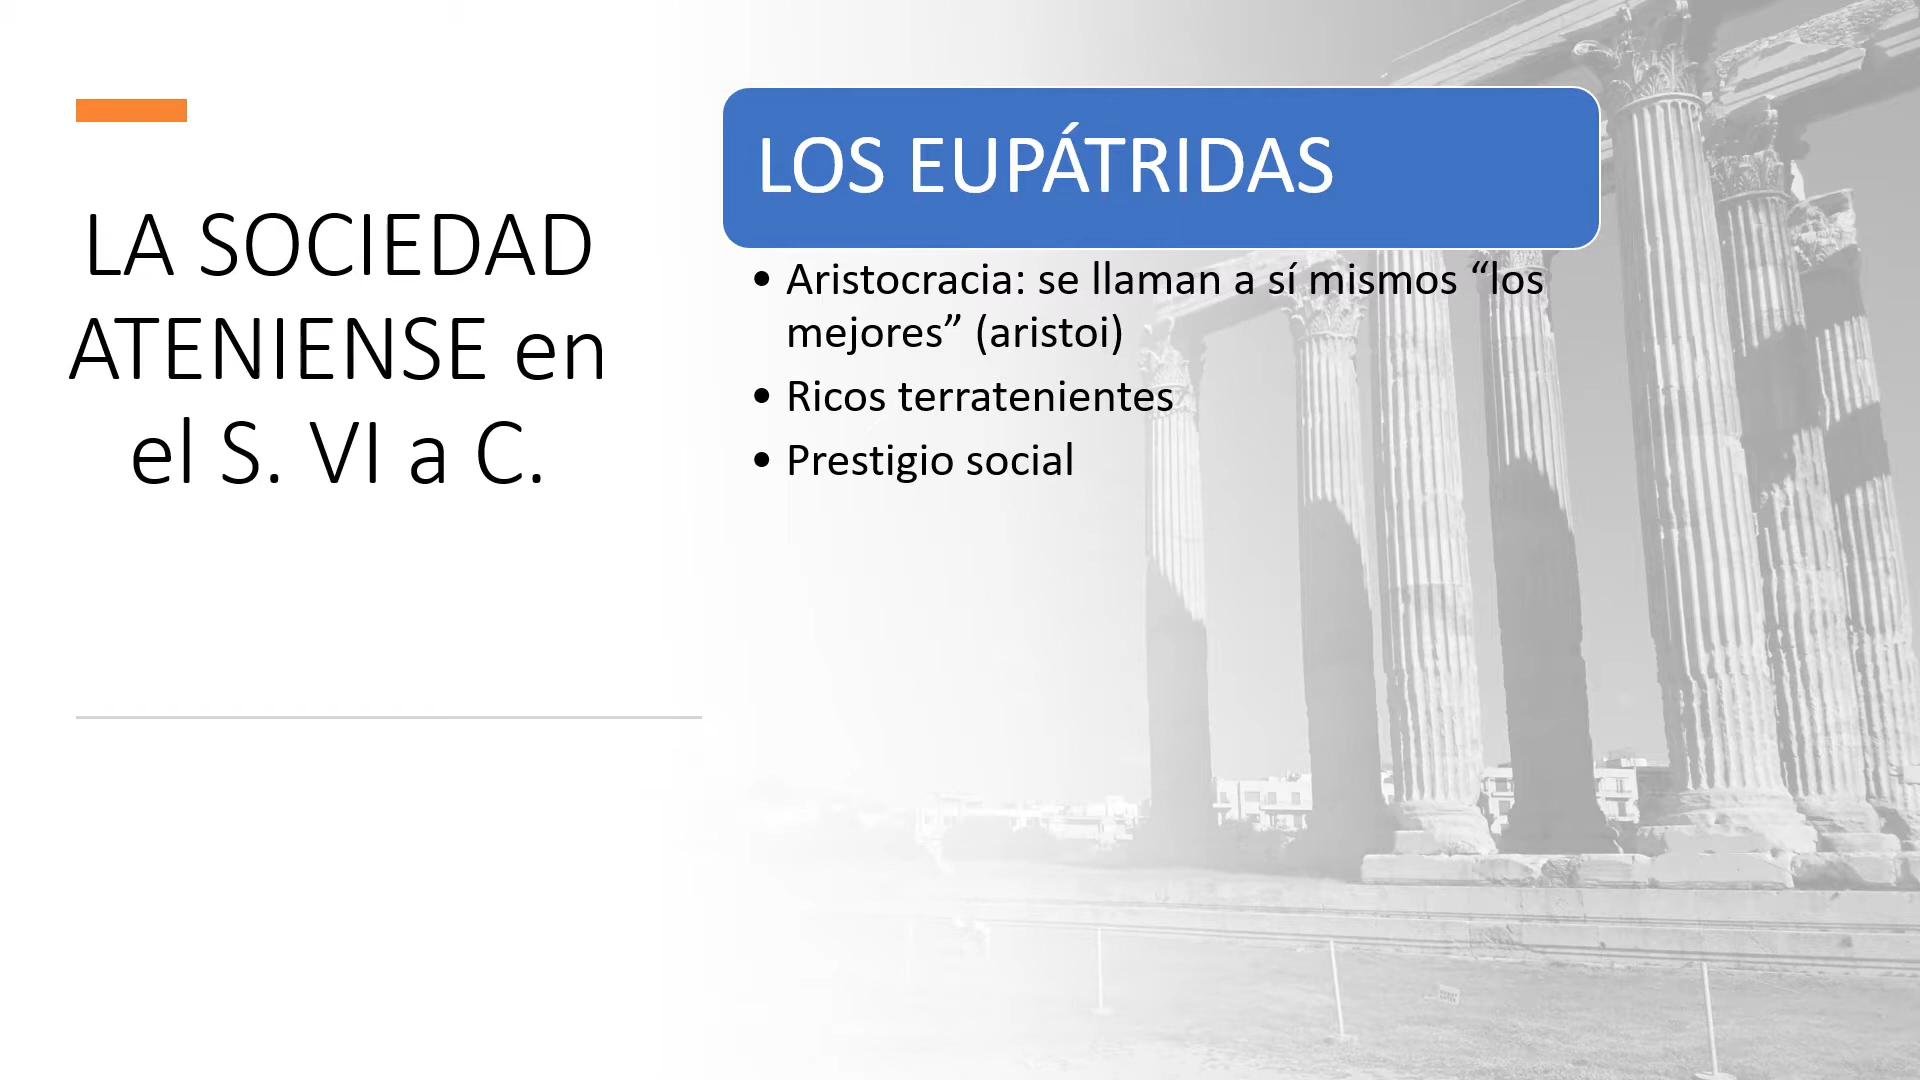 LA SOCIEDAD
ATENIENSE en
el S. VI a C.
LOS EUPÁTRIDAS
• Aristocracia: se llaman a sí mismos “los
mejores” (aristoi)
• Ricos terratenientes
• Prestigio social